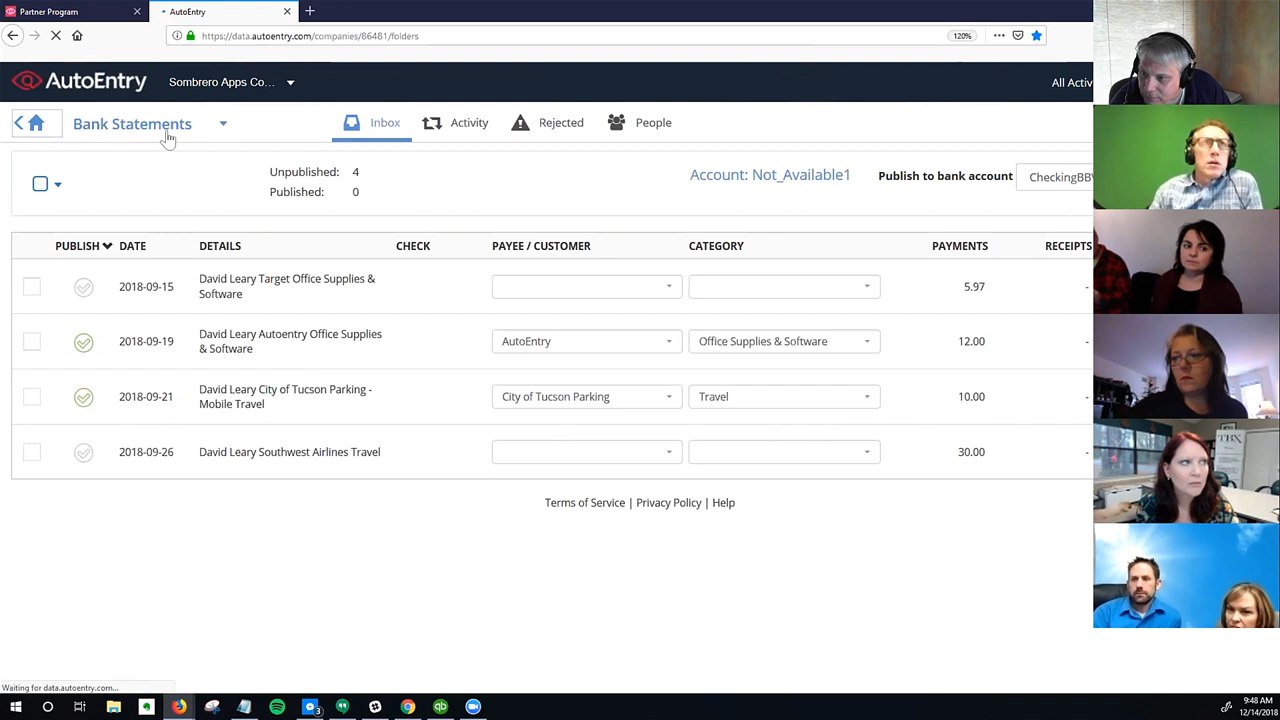 Partner Program
AutoEntry
https://data.autoentry.com/companies/86481/folders
120%
AutoEntry
Sombrero Apps Co...
All Activ
Bank Statements
Inbox
Activity
Rejected
People
Unpublished: 4
Published: 0
Account: Not_Available1
Publish to bank account
CheckingBBV
PUBLISH DATE DETAILS CHECK PAYEE / CUSTOMER CATEGORY PAYMENTS RECEIPTS
2018-09-15 David Leary Target Office Supplies & 5.97 -
Software
2018-09-19 David Leary Autoentry Office Supplies AutoEntry Office Supplies & Software 12.00 -
& Software
2018-09-21 David Leary City of Tucson Parking - City of Tucson Parking Travel 10.00 -
Mobile Travel
2018-09-26 David Leary Southwest Airlines Travel 30.00 -
Terms of Service | Privacy Policy | Help
TBX
Waiting for data.autoentry.com...
3
qb
9:48 AM
12/14/2018